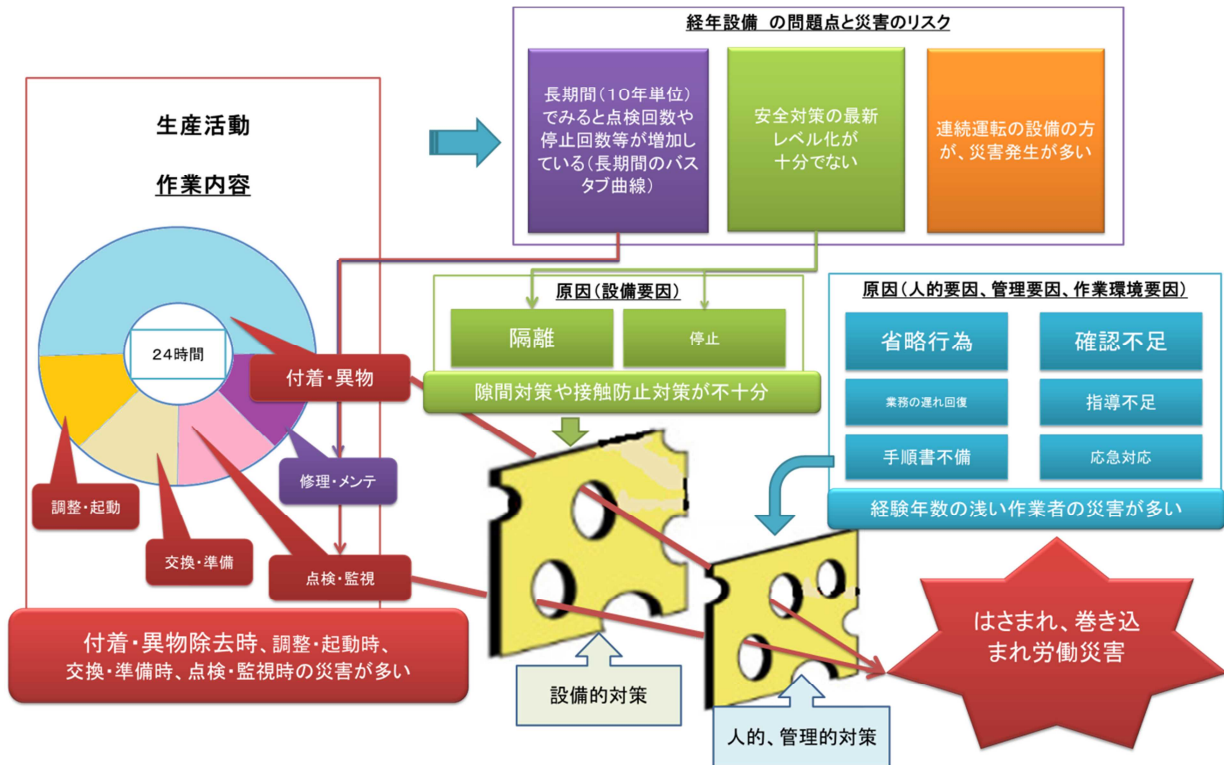 経年設備 の問題点と災害のリスク
長期間（10年単位）
でみると点検回数や
停止回数等が増加し
ている（長期間のバス
タブ曲線）
安全対策の最新
レベル化が
十分でない
連続運転の設備の方
が、災害発生が多い
生産活動
作業内容
24時間
付着・異物
修理・メンテ
調整・起動
交換・準備
点検・監視
付着・異物除去時、調整・起動時、
交換・準備時、点検・監視時の災害が多い
原因（設備要因）
隔離
停止
隙間対策や接触防止対策が不十分
原因（人的要因、管理要因、作業環境要因）
省略行為
確認不足
業務の遅れ回復
指導不足
手順書不備
応急対応
経験年数の浅い作業者の災害が多い
設備的対策
人的、管理的対策
はさまれ、巻き込
まれ労働災害